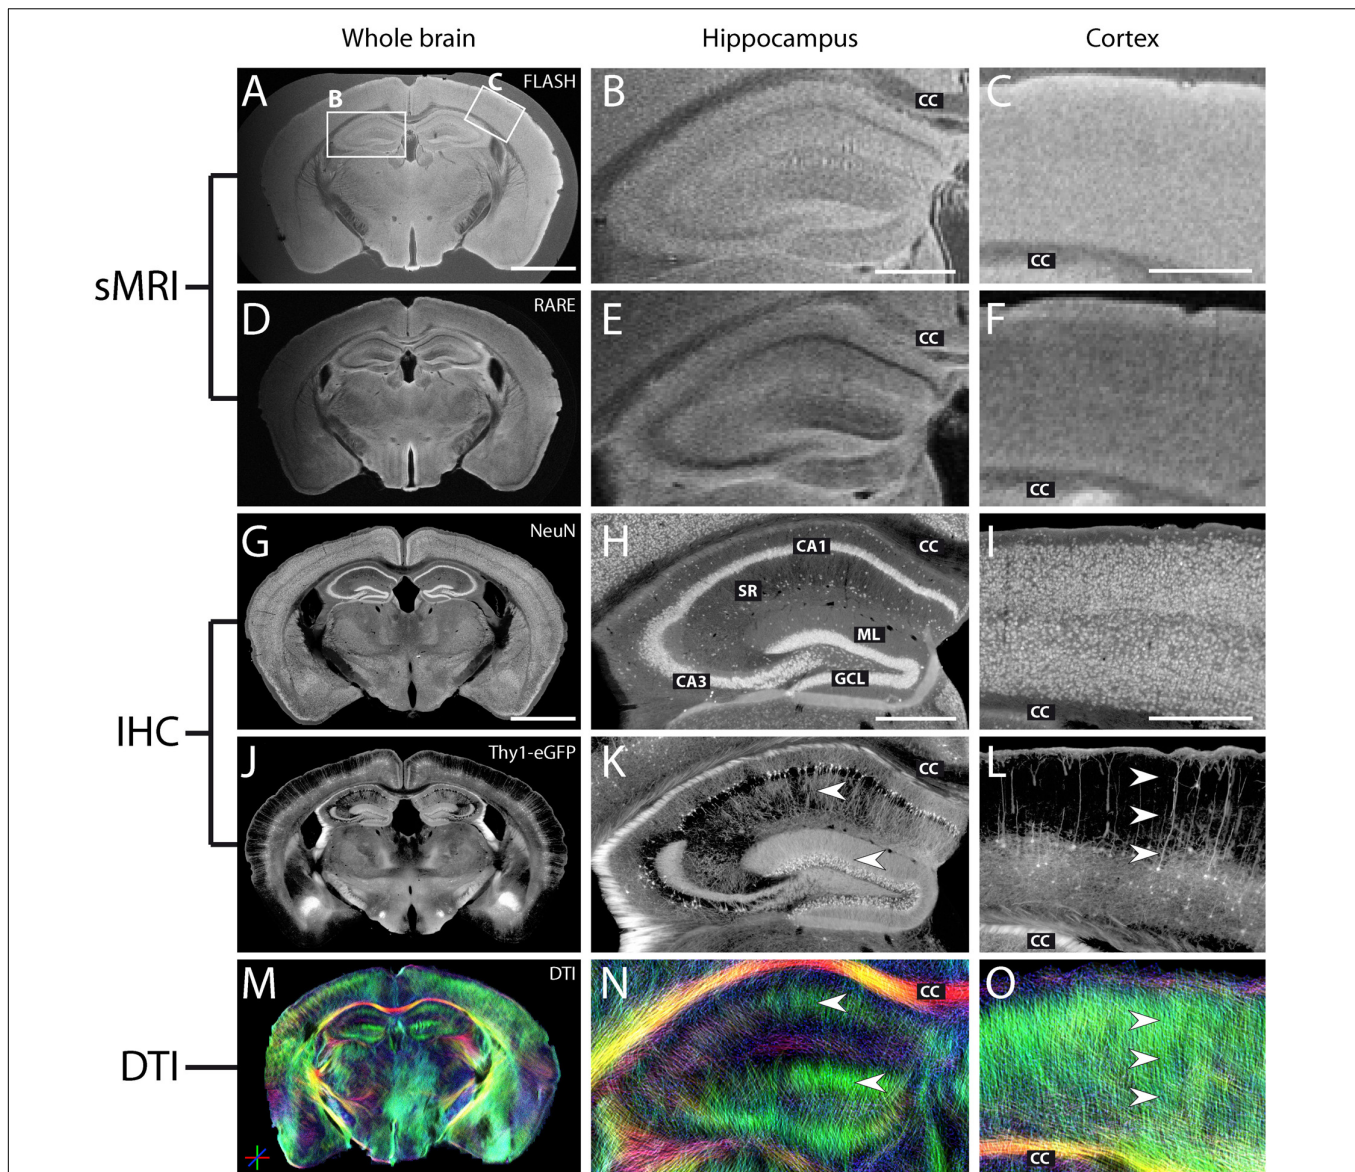 Whole brain
Hippocampus
Cortex
A
FLASH
B
C
B
CC
C
CC
sMRI
D
RARE
E
CC
F
CC
G
NeuN
H
CA1
CC
SR
ML
CA3
GCL
I
CC
IHC
J
Thy1-eGFP
K
CC
L
CC
M
DTI
N
CC
O
CC
DTI